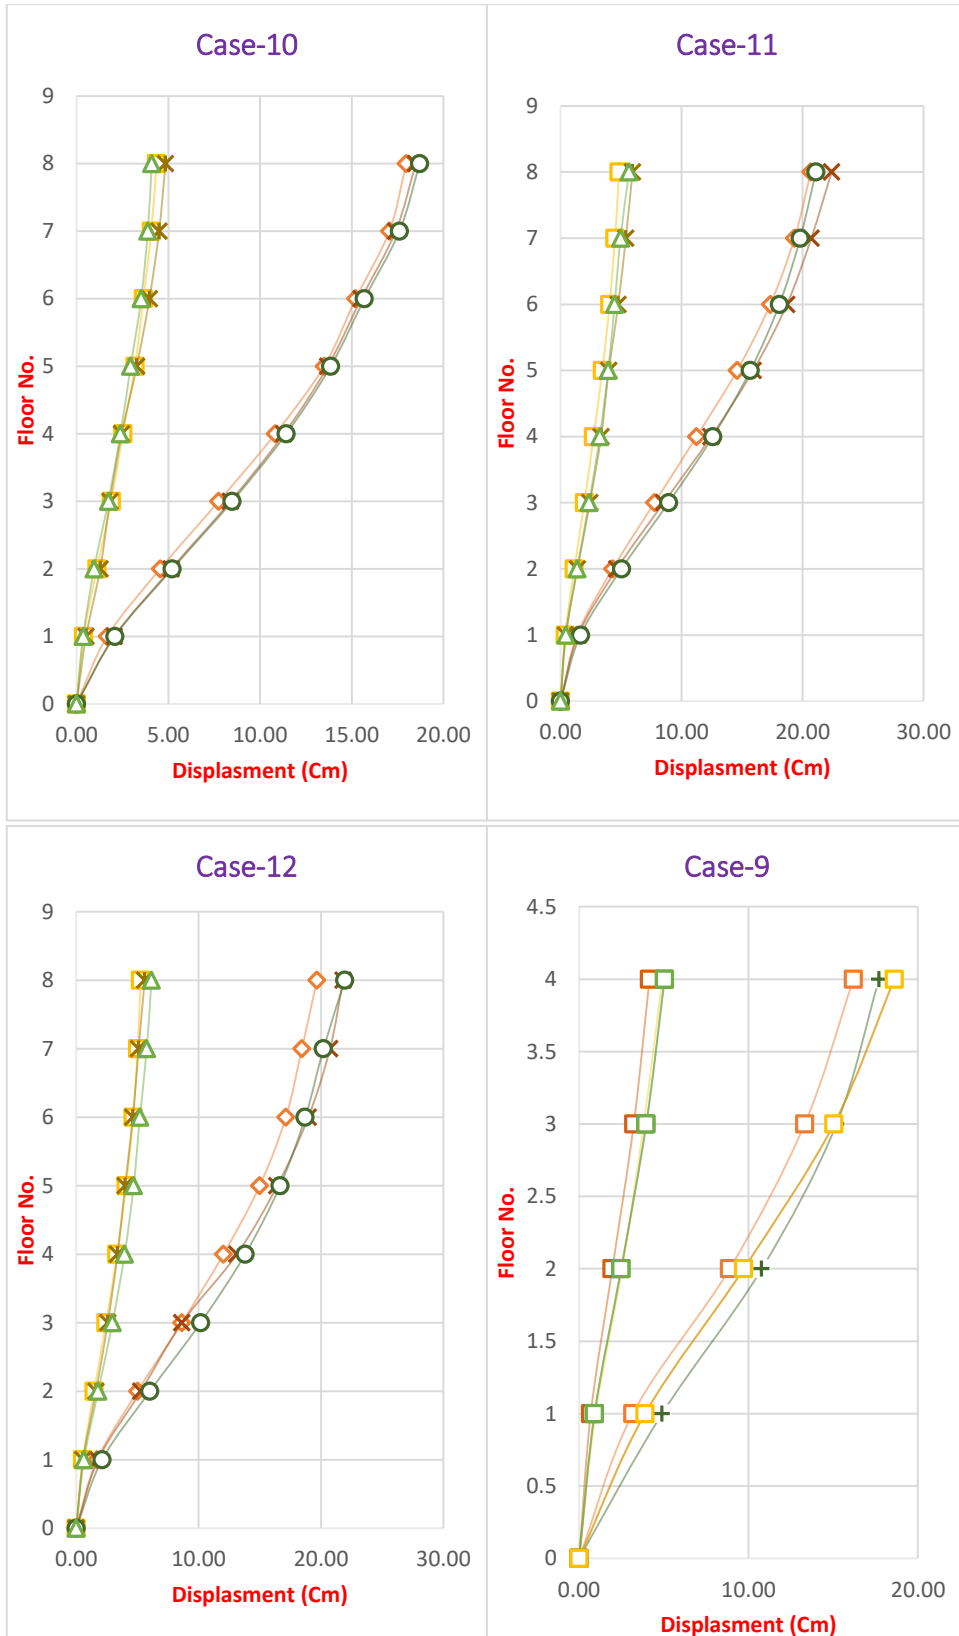 Case-10
9
8
7
6
5
4
3
2
1
0
Floor No.
0.00 5.00 10.00 15.00 20.00
Displasment (Cm)
Case-11
9
8
7
6
5
4
3
2
1
0
Floor No.
0.00 10.00 20.00 30.00
Displasment (Cm)
Case-12
9
8
7
6
5
4
3
2
1
0
Floor No.
0.00 10.00 20.00 30.00
Displasment (Cm)
Case-9
4.5
4
3.5
3
2.5
2
1.5
1
0.5
0
Floor No.
0.00 10.00 20.00
Displasment (Cm)